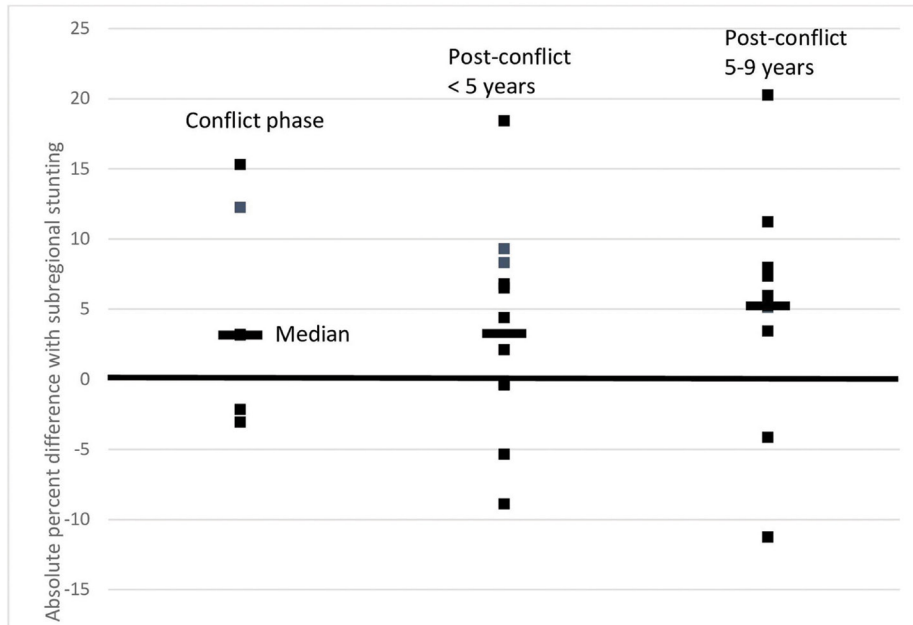 25
20
15
10
5
0
-5
-10
-15
Absolute percent difference with subregional stunting
Conflict phase
Post-conflict
< 5 years
Post-conflict
5-9 years
Median